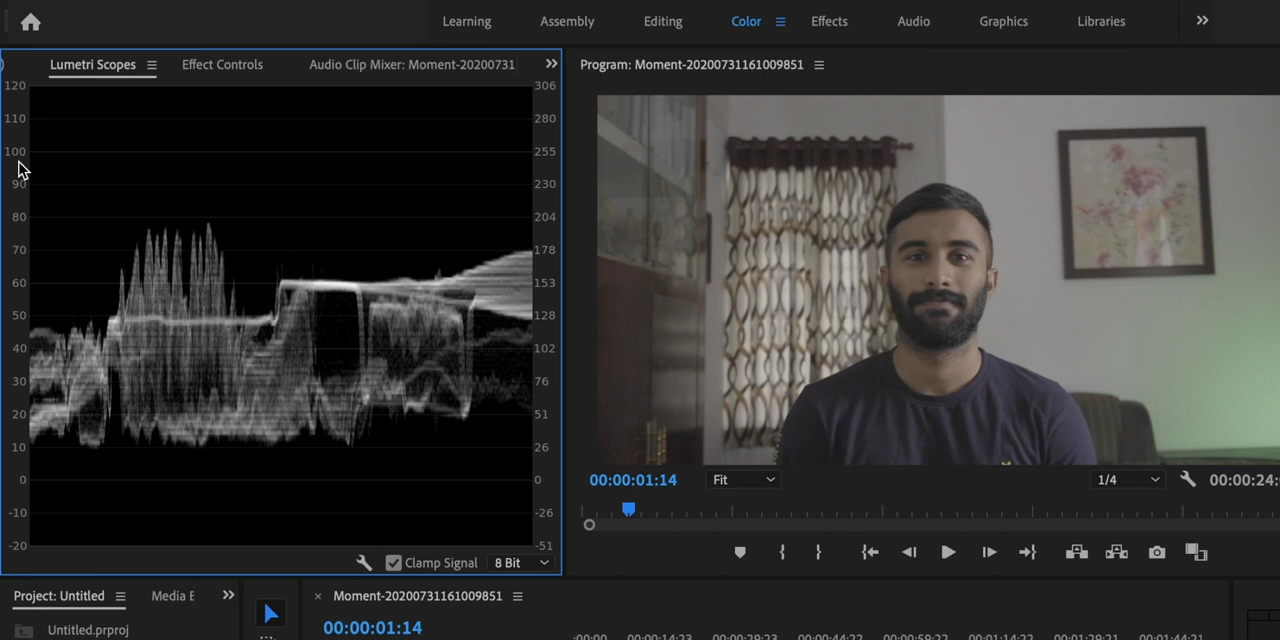 Learning Assembly Editing Color Effects Audio Graphics Libraries
Lumetri Scopes Effect Controls Audio Clip Mixer: Moment-20200731
Program: Moment-20200731161009851
120 306
110 280
100 255
90 230
80 204
70 178
60 153
50 128
40 102
30 76
20 51
10 26
0 0
-10 -26
-20 -51
Clamp Signal 8 Bit
00:00:01:14 Fit 1/4 00:00:24:
Project: Untitled Media E
Untitled.prproj
× Moment-20200731161009851
00:00:01:14
:00:00 00:00:14:23 00:00:29:23 00:00:44:22 00:00:59:22 00:01:14:22 00:01:29:21 00:01:44:21